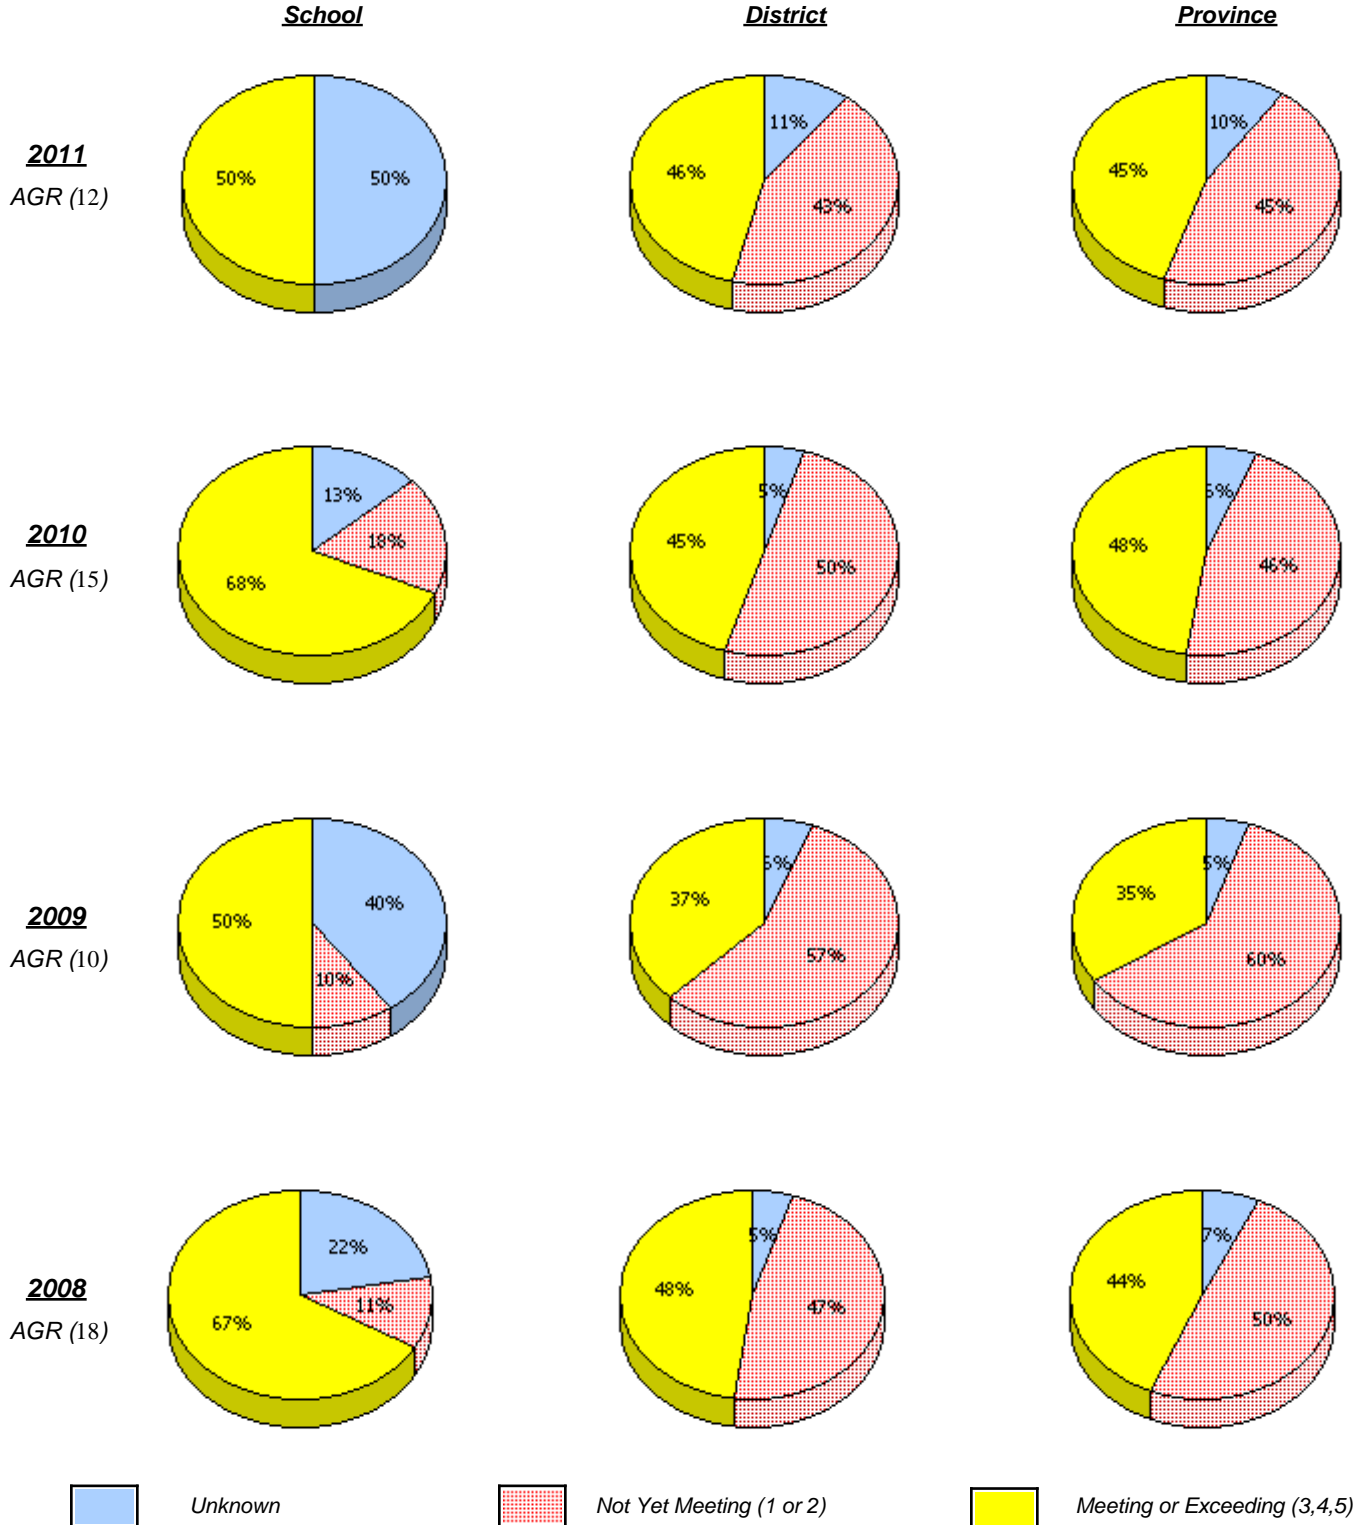 School District Province
2011
AGR (12)
50% 50%
46% 11% 43%
45% 10% 45%
2010
AGR (15)
68% 13% 18%
45% 5% 50%
48% 46%
2009
AGR (10)
50% 40% 10%
37% 57%
35% 5% 60%
2008
AGR (18)
67% 22% 11%
48% 5% 47%
44% 7% 50%
Unknown Not Yet Meeting (1 or 2) Meeting or Exceeding (3,4,5)